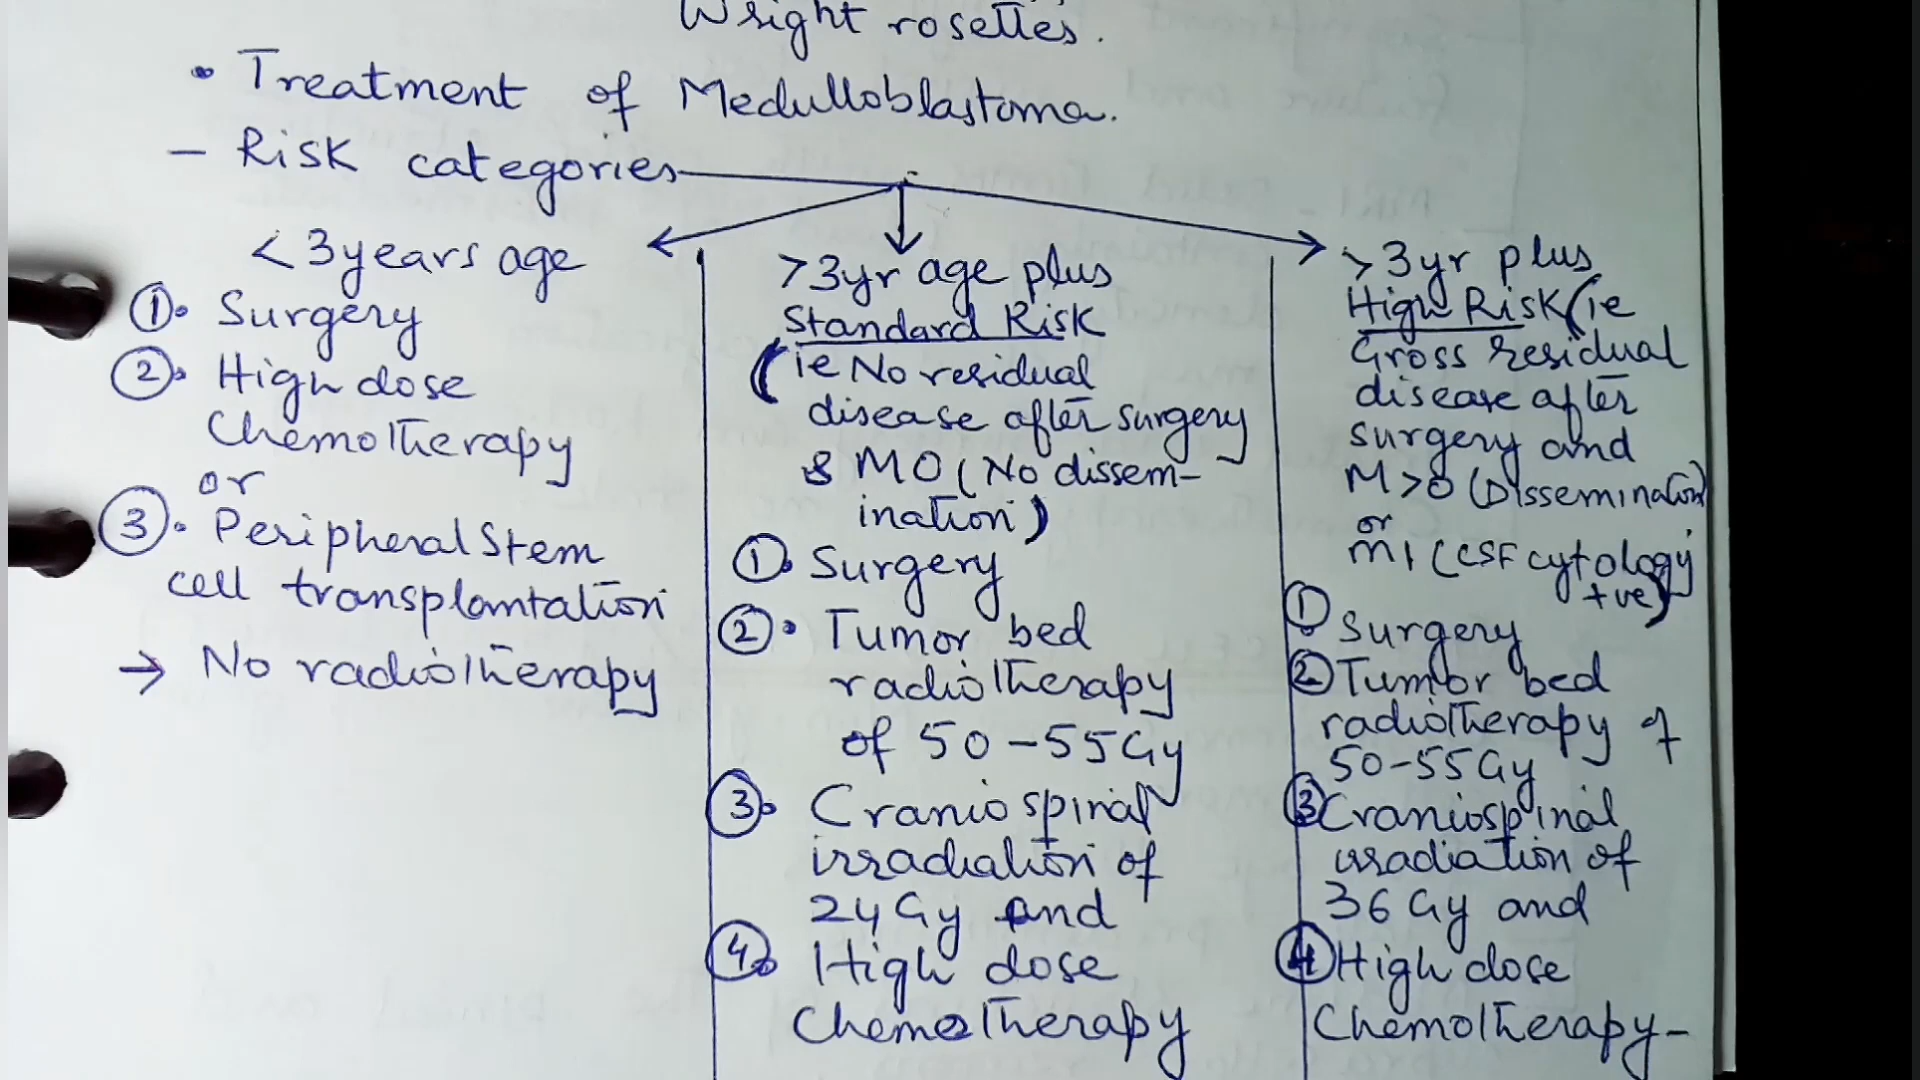 Wright rosettes.
• Treatment of Medulloblastoma.
- Risk categories
< 3years age
① • Surgery
② • High dose
Chemotherapy
or
③ • Peripheral Stem
cell transplantation
→ No radiotherapy
>3yr age plus
Standard Risk
(ie No residual
disease after surgery
& M0 (No dissem-
ination)
① • Surgery
② • Tumor bed
radiotherapy
of 50-55Gy
③ • Craniospinal
irradiation of
24Gy and
④ • High dose
Chemotherapy
>3yr plus
High Risk (ie
Gross residual
disease after
surgery and
M>0 (Dissemination)
or
M1 (CSF cytology
+ve)
① Surgery
② Tumor bed
radiotherapy of
50-55Gy
③ Craniospinal
irradiation of
36Gy and
④ High dose
Chemotherapy-